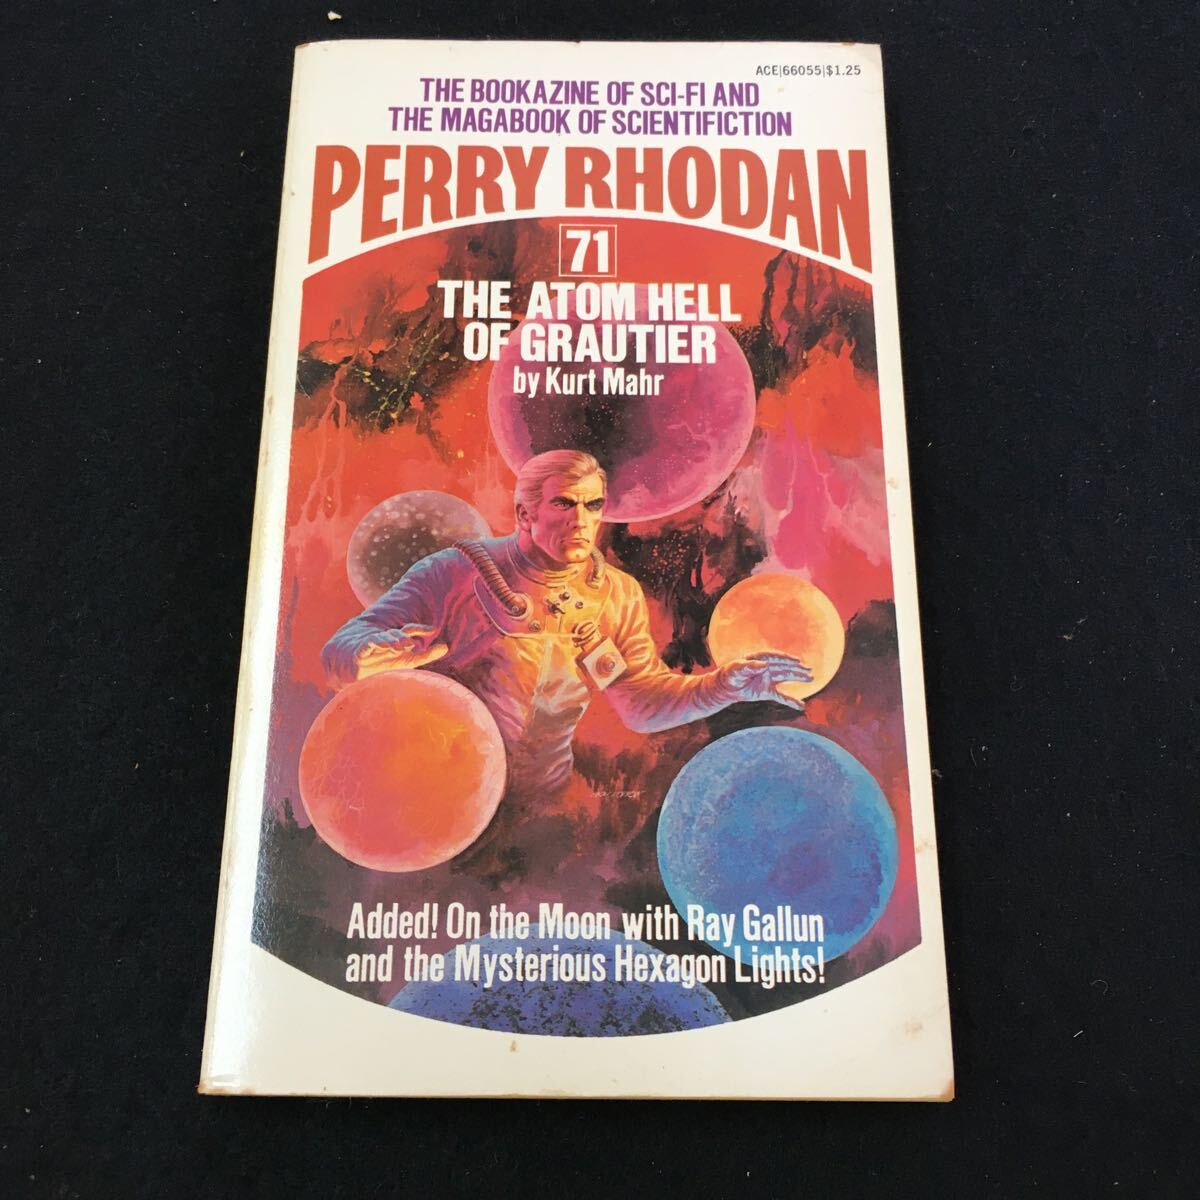 ACE|66055|$1.25
THE BOOKAZINE OF SCI-FI AND
THE MAGABOOK OF SCIENTIFICTION
PERRY RHODAN
71
THE ATOM HELL
OF GRAUTIER
by Kurt Mahr
Added! On the Moon with Ray Gallun
and the Mysterious Hexagon Lights!